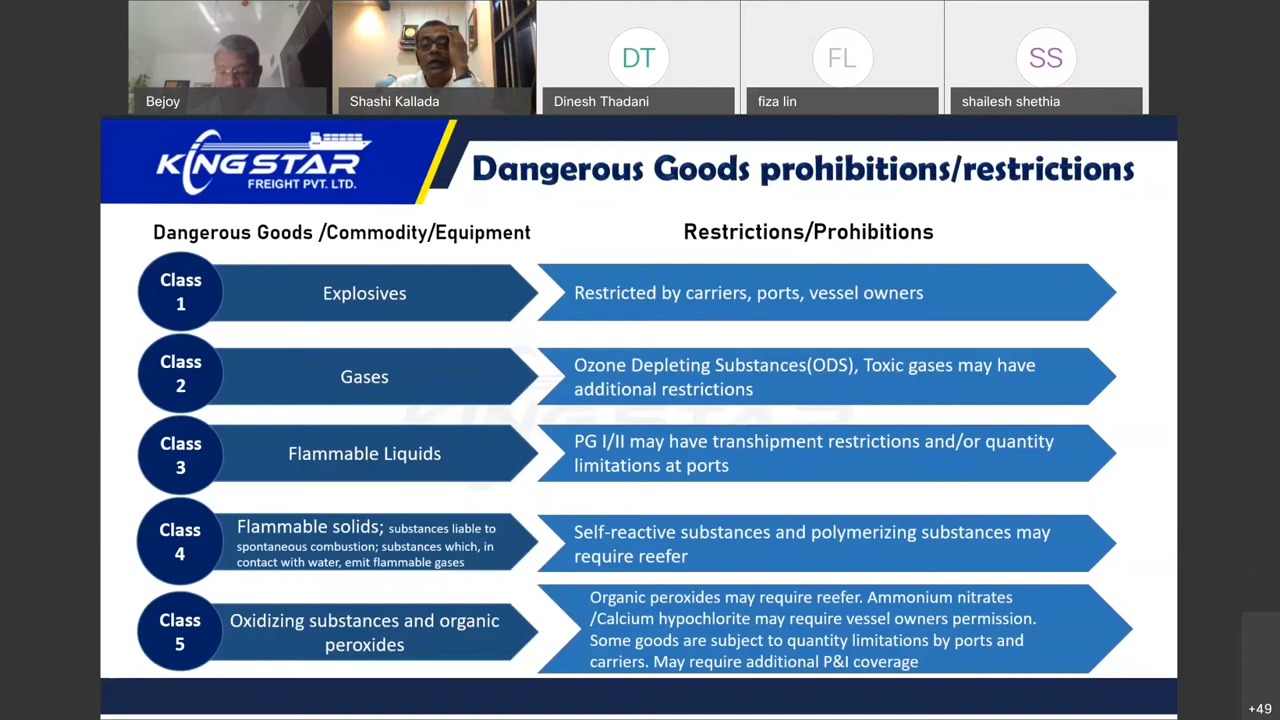 DT
FL
SS
Bejoy
Shashi Kallada
Dinesh Thadani
fiza lin
shailesh shethia
KINGSTAR
FREIGHT PVT. LTD.
Dangerous Goods prohibitions/restrictions
Dangerous Goods /Commodity/Equipment
Restrictions/Prohibitions
Class
1
Explosives
Restricted by carriers, ports, vessel owners
Class
2
Gases
Ozone Depleting Substances(ODS), Toxic gases may have
additional restrictions
KINGSTAR
Class
3
Flammable Liquids
PG I/II may have transhipment restrictions and/or quantity
limitations at ports
Class
4
Flammable solids; substances liable to
spontaneous combustion; substances which, in
contact with water, emit flammable gases
Self-reactive substances and polymerizing substances may
require reefer
Class
5
Oxidizing substances and organic
peroxides
Organic peroxides may require reefer. Ammonium nitrates
/Calcium hypochlorite may require vessel owners permission.
Some goods are subject to quantity limitations by ports and
carriers. May require additional P&I coverage
+49